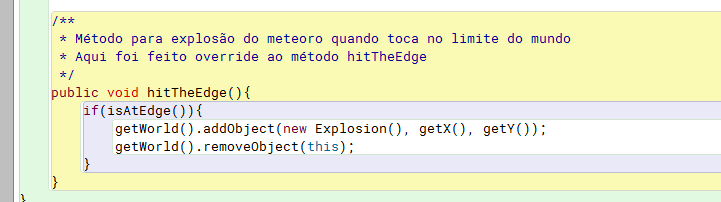 /**
 * Método para explosão do meteoro quando toca no limite do mundo
 * Aqui foi feito override ao método hitTheEdge
 */
public void hitTheEdge(){
    if(isAtEdge()){
        getWorld().addObject(new Explosion(), getX(), getY());
        getWorld().removeObject(this);
    }
}
}